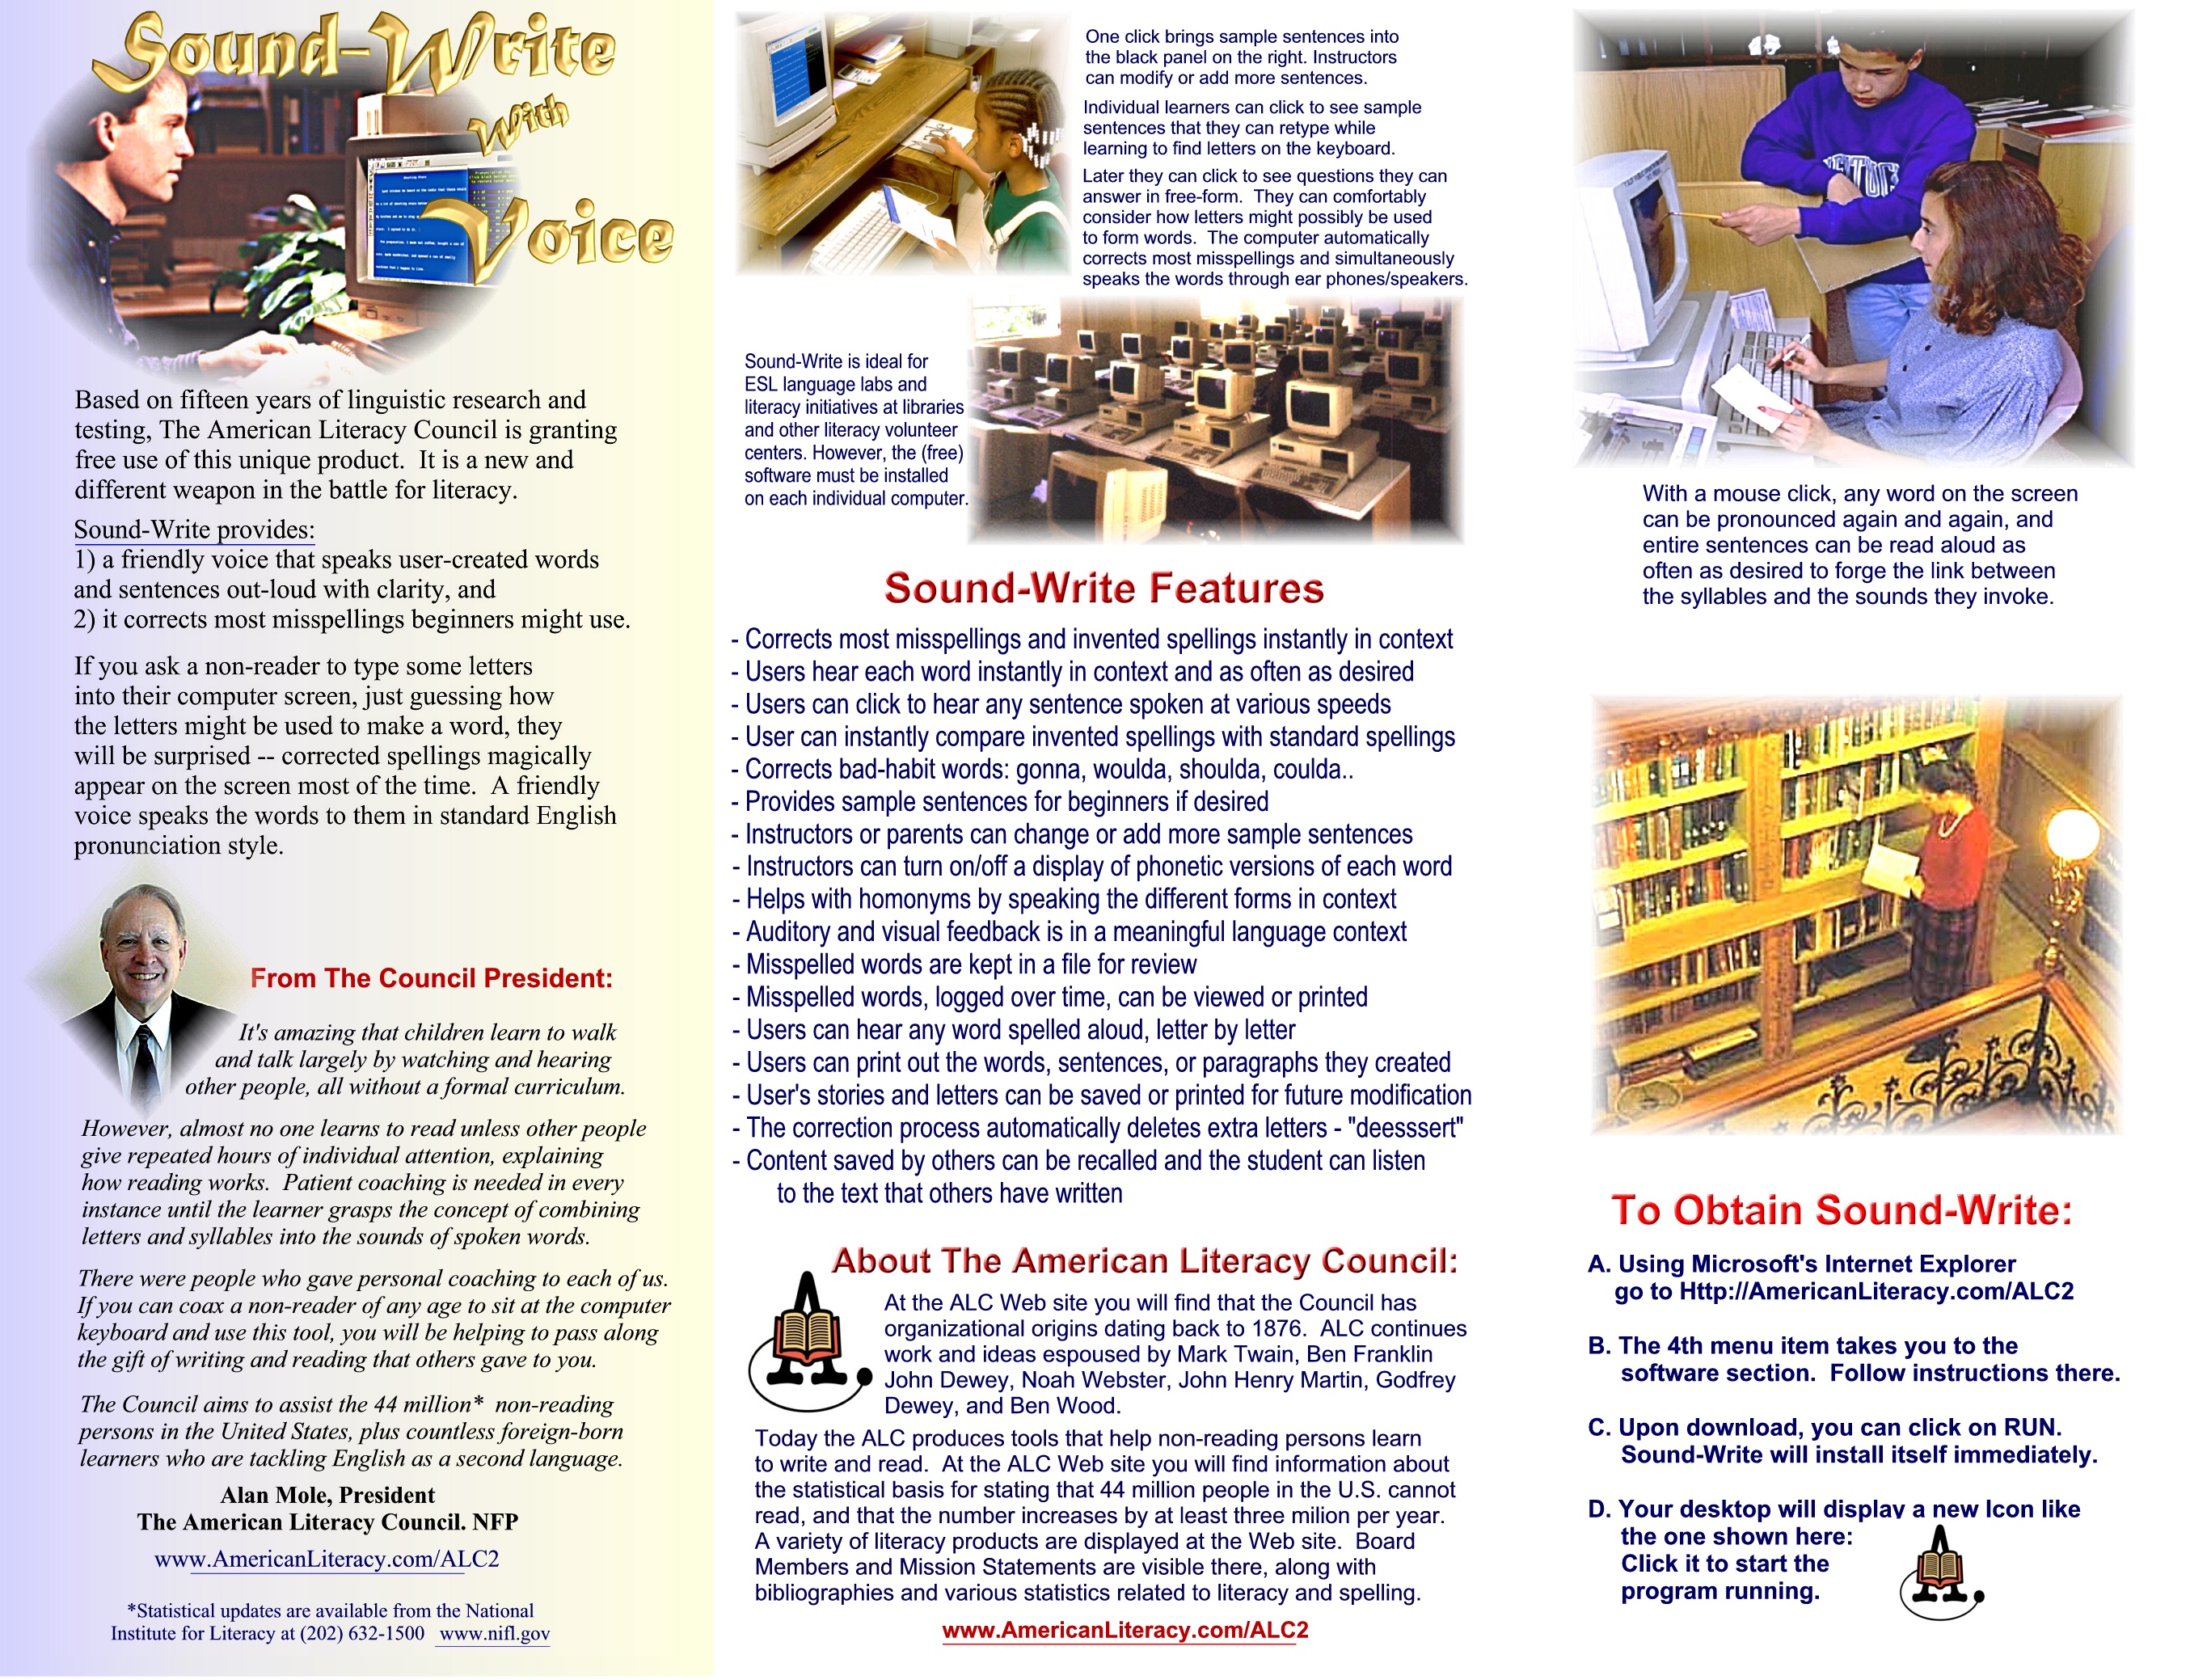 Sound-Write
With
Voice
Based on fifteen years of linguistic research and
testing, The American Literacy Council is granting
free use of this unique product.  It is a new and
different weapon in the battle for literacy.
Sound-Write provides:
1) a friendly voice that speaks user-created words
and sentences out-loud with clarity, and
2) it corrects most misspellings beginners might use.
If you ask a non-reader to type some letters
into their computer screen, just guessing how
the letters might be used to make a word, they
will be surprised -- corrected spellings magically
appear on the screen most of the time.  A friendly
voice speaks the words to them in standard English
pronunciation style.
From The Council President:
It's amazing that children learn to walk
and talk largely by watching and hearing
other people, all without a formal curriculum.
However, almost no one learns to read unless other people
give repeated hours of individual attention, explaining
how reading works.  Patient coaching is needed in every
instance until the learner grasps the concept of combining
letters and syllables into the sounds of spoken words.
There were people who gave personal coaching to each of us.
If you can coax a non-reader of any age to sit at the computer
keyboard and use this tool, you will be helping to pass along
the gift of writing and reading that others gave to you.
The Council aims to assist the 44 million*  non-reading
persons in the United States, plus countless foreign-born
learners who are tackling English as a second language.
Alan Mole, President
The American Literacy Council. NFP
www.AmericanLiteracy.com/ALC2
*Statistical updates are available from the National
Institute for Literacy at (202) 632-1500   www.nifl.gov
One click brings sample sentences into
the black panel on the right. Instructors
can modify or add more sentences.
Individual learners can click to see sample
sentences that they can retype while
learning to find letters on the keyboard.
Later they can click to see questions they can
answer in free-form.  They can comfortably
consider how letters might possibly be used
to form words.  The computer automatically
corrects most misspellings and simultaneously
speaks the words through ear phones/speakers.
Sound-Write is ideal for
ESL language labs and
literacy initiatives at libraries
and other literacy volunteer
centers. However, the (free)
software must be installed
on each individual computer.
Sound-Write Features
- Corrects most misspellings and invented spellings instantly in context
- Users hear each word instantly in context and as often as desired
- Users can click to hear any sentence spoken at various speeds
- User can instantly compare invented spellings with standard spellings
- Corrects bad-habit words: gonna, woulda, shoulda, coulda..
- Provides sample sentences for beginners if desired
- Instructors or parents can change or add more sample sentences
- Instructors can turn on/off a display of phonetic versions of each word
- Helps with homonyms by speaking the different forms in context
- Auditory and visual feedback is in a meaningful language context
- Misspelled words are kept in a file for review
- Misspelled words, logged over time, can be viewed or printed
- Users can hear any word spelled aloud, letter by letter
- Users can print out the words, sentences, or paragraphs they created
- User's stories and letters can be saved or printed for future modification
- The correction process automatically deletes extra letters - "deesssert"
- Content saved by others can be recalled and the student can listen
to the text that others have written
About The American Literacy Council:
At the ALC Web site you will find that the Council has
organizational origins dating back to 1876.  ALC continues
work and ideas espoused by Mark Twain, Ben Franklin
John Dewey, Noah Webster, John Henry Martin, Godfrey
Dewey, and Ben Wood.
Today the ALC produces tools that help non-reading persons learn
to write and read.  At the ALC Web site you will find information about
the statistical basis for stating that 44 million people in the U.S. cannot
read, and that the number increases by at least three milion per year.
A variety of literacy products are displayed at the Web site.  Board
Members and Mission Statements are visible there, along with
bibliographies and various statistics related to literacy and spelling.
www.AmericanLiteracy.com/ALC2
With a mouse click, any word on the screen
can be pronounced again and again, and
entire sentences can be read aloud as
often as desired to forge the link between
the syllables and the sounds they invoke.
To Obtain Sound-Write:
A. Using Microsoft's Internet Explorer
go to Http://AmericanLiteracy.com/ALC2
B. The 4th menu item takes you to the
software section.  Follow instructions there.
C. Upon download, you can click on RUN.
Sound-Write will install itself immediately.
D. Your desktop will display a new Icon like
the one shown here:
Click it to start the
program running.